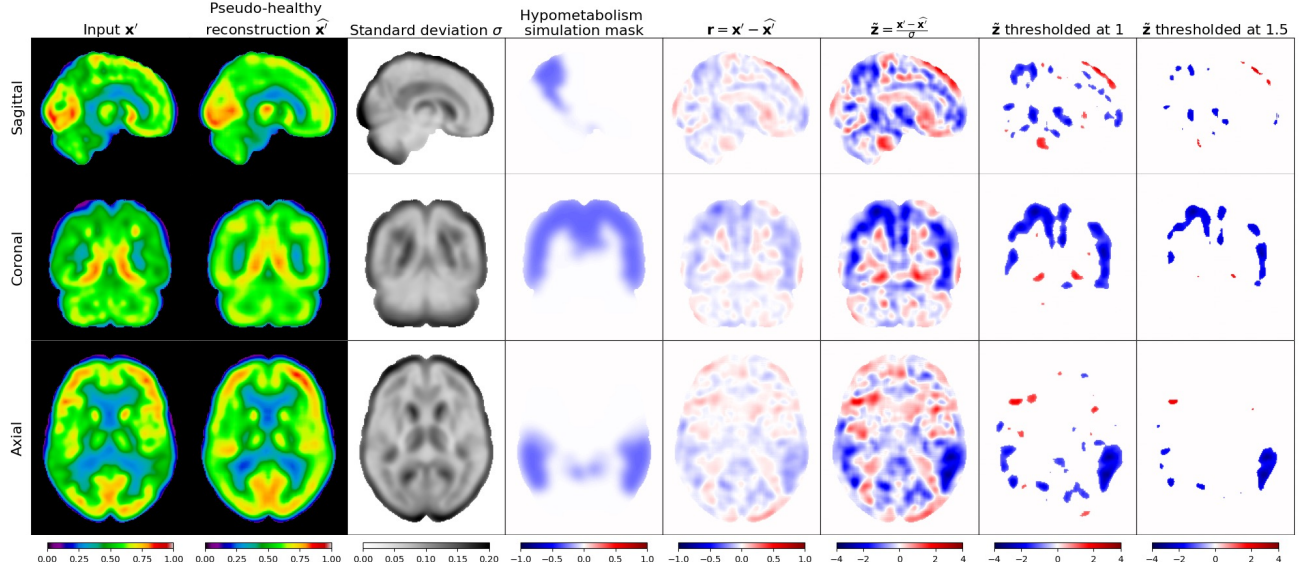 Input x′
Pseudo-healthy
reconstruction x̂′
Standard deviation σ
Hypometabolism
simulation mask
r = x′ − x̂′
z̃ = (x′ − x̂′)/σ
z̃ thresholded at 1
z̃ thresholded at 1.5
Sagittal
Coronal
Axial
0.00 0.25 0.50 0.75 1.00
0.00 0.25 0.50 0.75 1.00
0.00 0.05 0.10 0.15 0.20
−1.0 −0.5 0.0 0.5 1.0
−1.0 −0.5 0.0 0.5 1.0
−4 −2 0 2 4
−4 −2 0 2 4
−4 −2 0 2 4